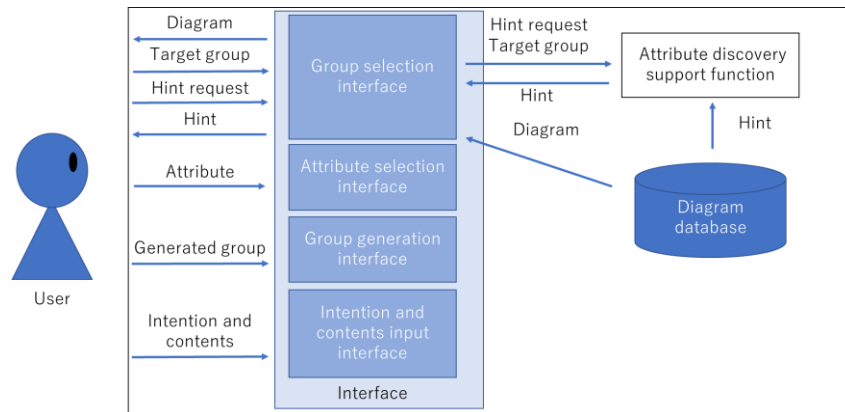 Diagram
Target group
Hint request
Hint
Attribute
Generated group
Intention and
contents
User
Group selection
interface
Attribute selection
interface
Group generation
interface
Intention and
contents input
interface
Interface
Hint request
Target group
Hint
Diagram
Attribute discovery
support function
Hint
Diagram
database